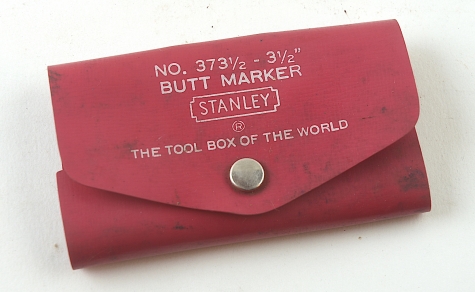 NO. 373½ - 3½"
BUTT MARKER
STANLEY
®
THE TOOL BOX OF THE WORLD